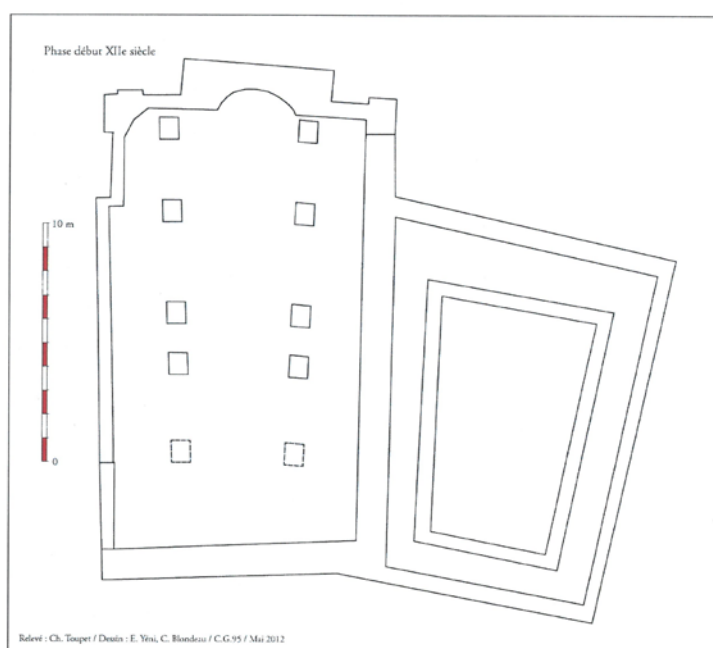 Phase début XIIe siècle
10 m
0
Relevé : Ch. Toupet / Dessin : E. Yéni, C. Blondeau / C.G.95 / Mai 2012